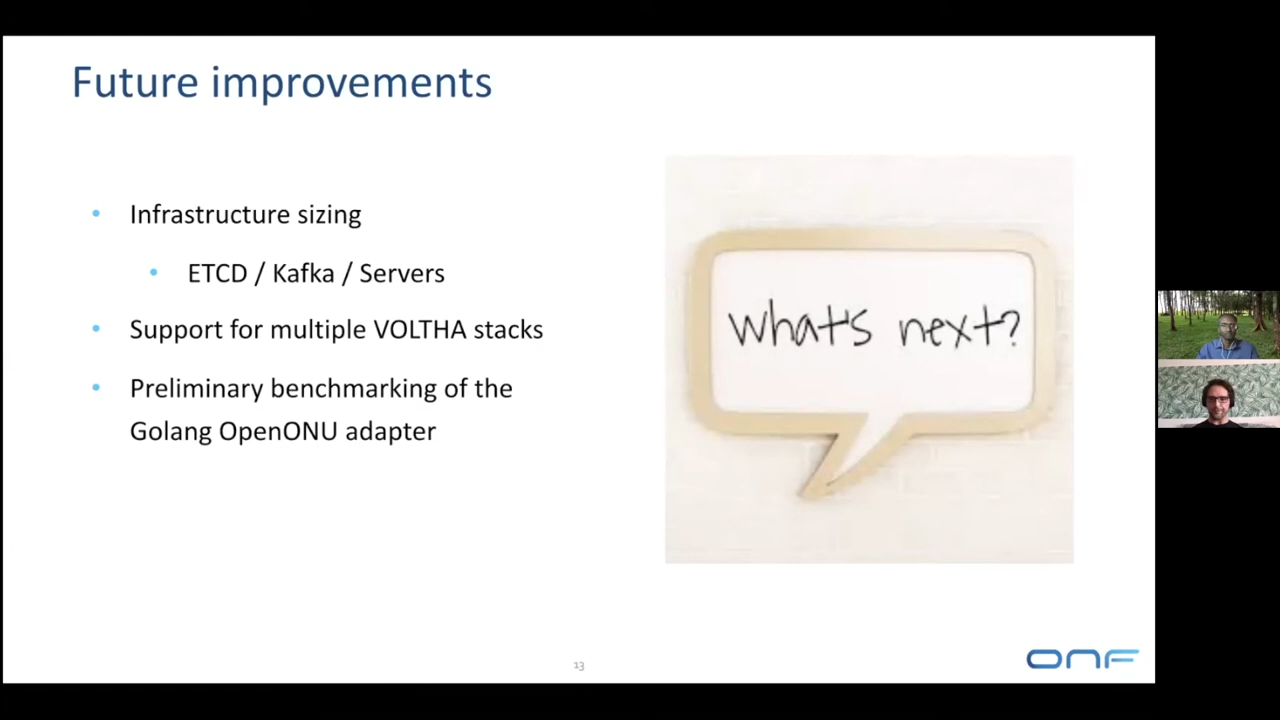 Future improvements
• Infrastructure sizing
• ETCD / Kafka / Servers
• Support for multiple VOLTHA stacks
• Preliminary benchmarking of the
Golang OpenONU adapter
what's next?
13
ONF